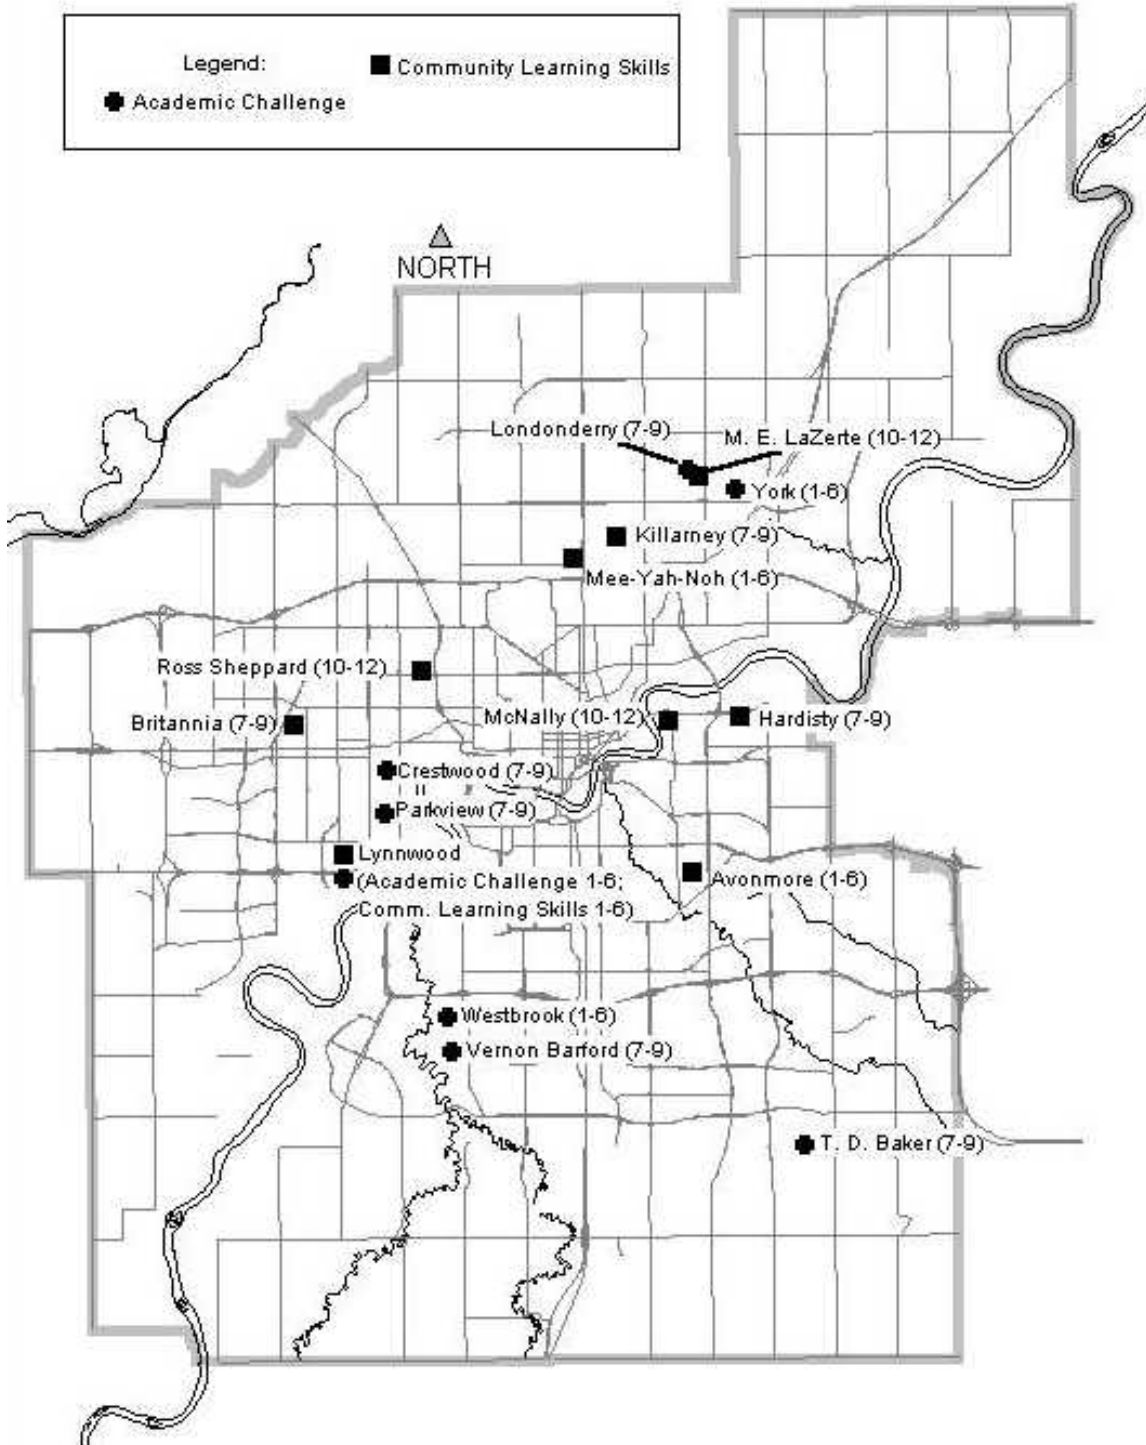 Legend:
Community Learning Skills
Academic Challenge
NORTH
Londonderry (7-9)
M. E. LaZerte (10-12)
York (1-6)
Killarney (7-9)
Mee-Yah-Noh (1-6)
Ross Sheppard (10-12)
Britannia (7-9)
McNally (10-12)
Hardisty (7-9)
Crestwood (7-9)
Parkview (7-9)
Lynnwood
(Academic Challenge 1-6;
Comm. Learning Skills 1-6)
Avonmore (1-6)
Westbrook (1-6)
Vernon Barford (7-9)
T. D. Baker (7-9)